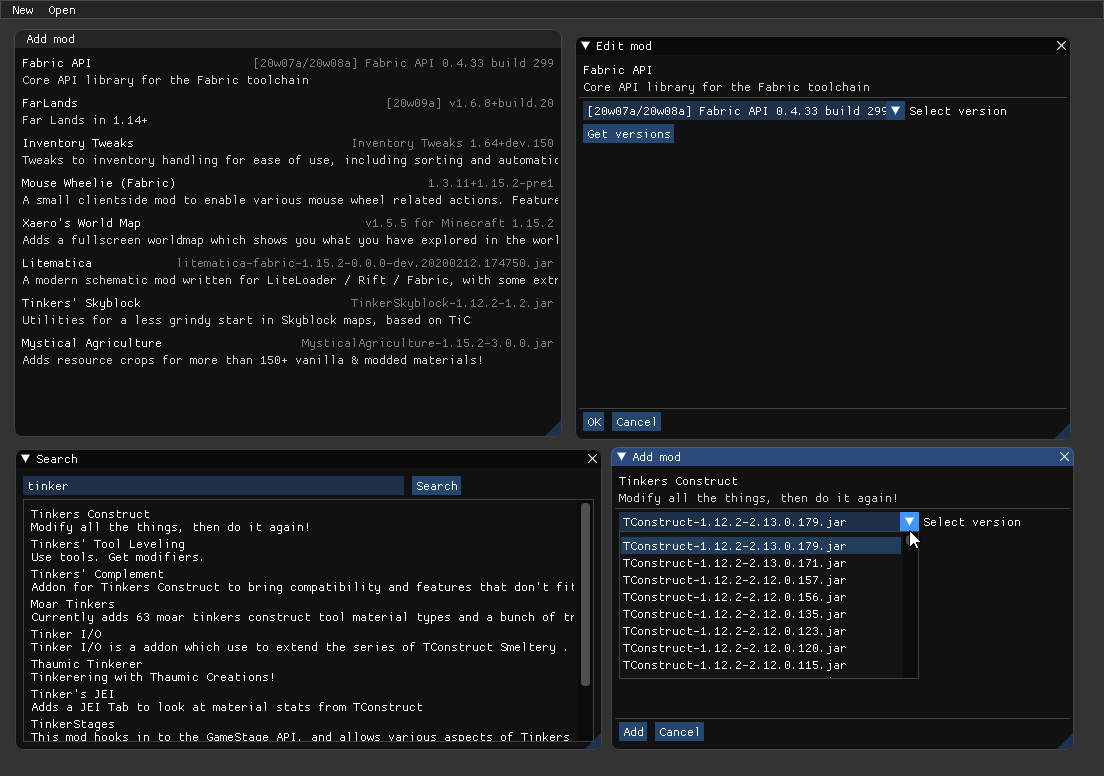 New Open
Add mod
Fabric API [20w07a/20w08a] Fabric API 0.4.33 build 299
Core API library for the Fabric toolchain
FarLands [20w09a] v1.6.8+build.20
Far Lands in 1.14+
Inventory Tweaks Inventory Tweaks 1.64+dev.150
Tweaks to inventory handling for ease of use, including sorting and automatic
Mouse Wheelie (Fabric) 1.3.11+1.15.2-pre1
A small clientside mod to enable various mouse wheel related actions. Feature
Xaero's World Map v1.5.5 for Minecraft 1.15.2
Adds a fullscreen worldmap which shows you what you have explored in the worl
Litematica litematica-fabric-1.15.2-0.0.0-dev.20200212.174750.jar
A modern schematic mod written for LiteLoader / Rift / Fabric, with some extr
Tinkers' Skyblock TinkerSkyblock-1.12.2-1.2.jar
Utilities for a less grindy start in Skyblock maps, based on TiC
Mystical Agriculture MysticalAgriculture-1.15.2-3.0.0.jar
Adds resource crops for more than 150+ vanilla & modded materials!
Edit mod
Fabric API
Core API library for the Fabric toolchain
[20w07a/20w08a] Fabric API 0.4.33 build 299 Select version
Get versions
OK Cancel
Search
tinker Search
Tinkers Construct
Modify all the things, then do it again!
Tinkers' Tool Leveling
Use tools. Get modifiers.
Tinkers' Complement
Addon for Tinkers Construct to bring compatibility and features that don't fit
Moar Tinkers
Currently adds 63 moar tinkers construct tool material types and a bunch of tr
Tinker I/O
Tinker I/O is a addon which use to extend the series of TConstruct Smeltery .
Thaumic Tinkerer
Tinkerering with Thaumic Creations!
Tinker's JEI
Adds a JEI Tab to look at material stats from TConstruct
TinkerStages
This mod hooks in to the GameStage API, and allows various aspects of Tinkers
Add mod
Tinkers Construct
Modify all the things, then do it again!
TConstruct-1.12.2-2.13.0.179.jar Select version
TConstruct-1.12.2-2.13.0.179.jar
TConstruct-1.12.2-2.13.0.171.jar
TConstruct-1.12.2-2.12.0.157.jar
TConstruct-1.12.2-2.12.0.156.jar
TConstruct-1.12.2-2.12.0.135.jar
TConstruct-1.12.2-2.12.0.123.jar
TConstruct-1.12.2-2.12.0.120.jar
TConstruct-1.12.2-2.12.0.115.jar
Add Cancel